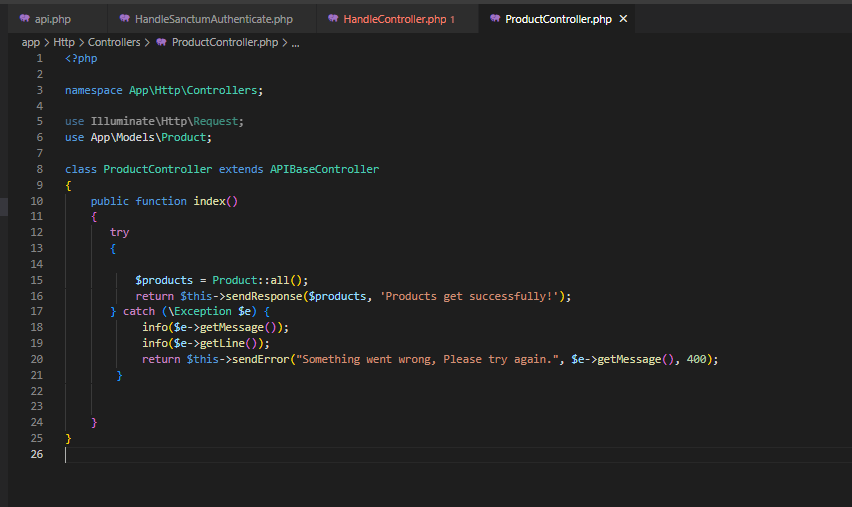 api.php HandleSanctumAuthenticate.php HandleController.php 1 ProductController.php ×
app > Http > Controllers > ProductController.php > ...
1 <?php
2
3 namespace App\Http\Controllers;
4
5 use Illuminate\Http\Request;
6 use App\Models\Product;
7
8 class ProductController extends APIBaseController
9 {
10 public function index()
11 {
12 try
13 {
14
15 $products = Product::all();
16 return $this->sendResponse($products, 'Products get successfully!');
17 } catch (\Exception $e) {
18 info($e->getMessage());
19 info($e->getLine());
20 return $this->sendError("Something went wrong, Please try again.", $e->getMessage(), 400);
21 }
22
23
24 }
25 }
26